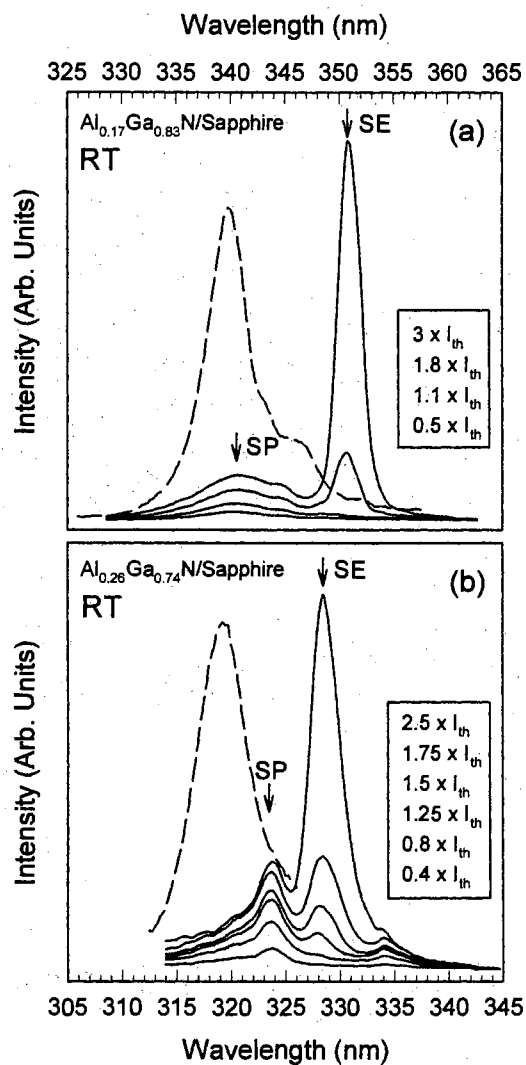 Wavelength (nm)
325 330 335 340 345 350 355 360 365
Al0.17Ga0.83N/Sapphire
RT
SE
(a)
Intensity (Arb. Units)
3 x Ith
1.8 x Ith
1.1 x Ith
0.5 x Ith
SP
Al0.26Ga0.74N/Sapphire
RT
SE
(b)
Intensity (Arb. Units)
SP
2.5 x Ith
1.75 x Ith
1.5 x Ith
1.25 x Ith
0.8 x Ith
0.4 x Ith
305 310 315 320 325 330 335 340 345
Wavelength (nm)